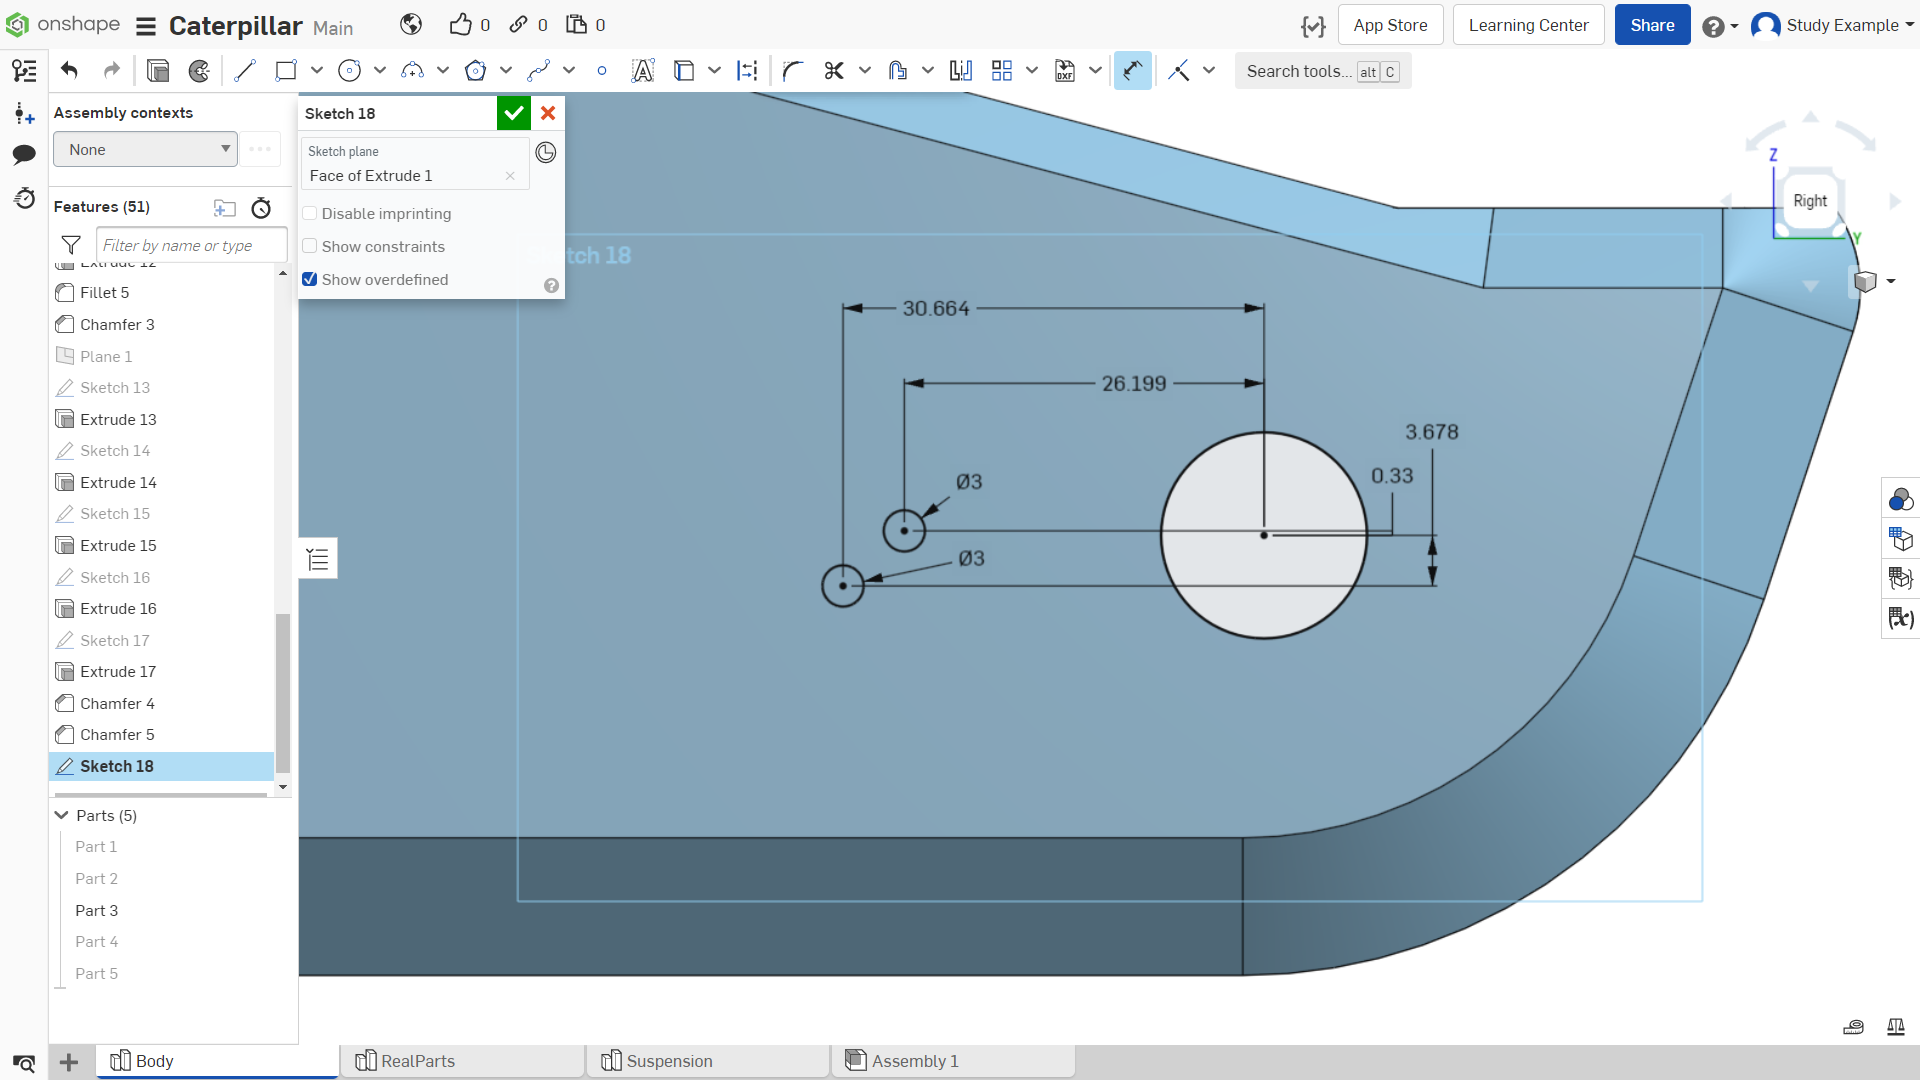 onshape
Caterpillar Main
0
0
0
App Store
Learning Center
Share
Study Example
Search tools... alt C
Assembly contexts
None
Features (51)
Filter by name or type
Extrude 12
Fillet 5
Chamfer 3
Plane 1
Sketch 13
Extrude 13
Sketch 14
Extrude 14
Sketch 15
Extrude 15
Sketch 16
Extrude 16
Sketch 17
Extrude 17
Chamfer 4
Chamfer 5
Sketch 18
Parts (5)
Part 1
Part 2
Part 3
Part 4
Part 5
Sketch 18
Sketch plane
Face of Extrude 1
Disable imprinting
Show constraints
Show overdefined
tch 18
30.664
26.199
3.678
0.33
Ø3
Ø3
Z
Right
Y
DXF
(x)
Body
RealParts
Suspension
Assembly 1